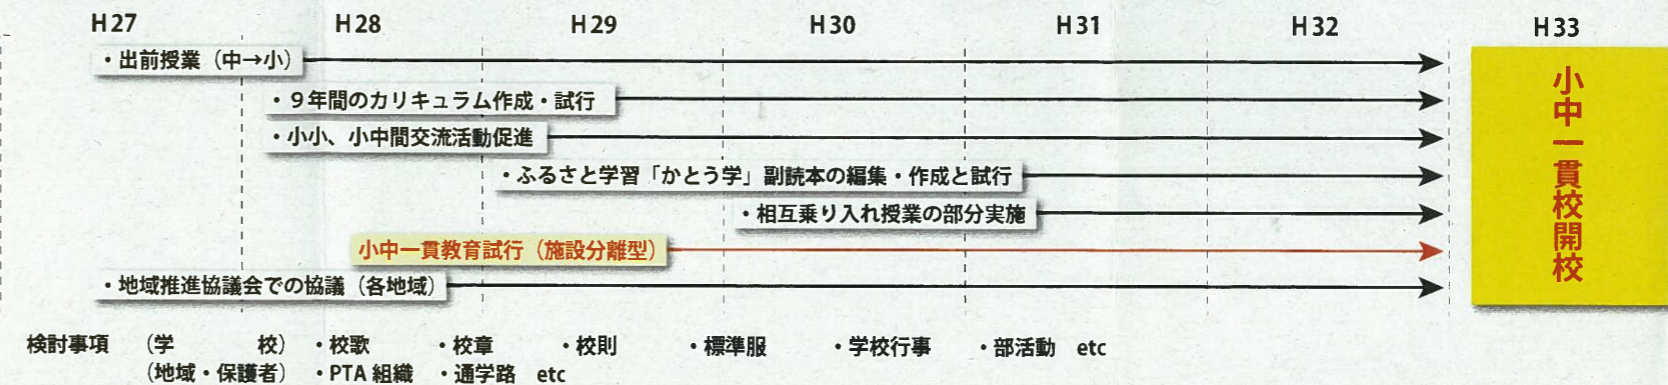 H27 H28 H29 H30 H31 H32 H33
・出前授業（中→小）
・９年間のカリキュラム作成・試行
・小小、小中間交流活動促進
・ふるさと学習「かとう学」副読本の編集・作成と試行
・相互乗り入れ授業の部分実施
小中一貫教育試行（施設分離型）
・地域推進協議会での協議（各地域）
小中一貫校開校
検討事項 （学 校） ・校歌 ・校章 ・校則 ・標準服 ・学校行事 ・部活動 etc
（地域・保護者） ・PTA 組織 ・通学路 etc